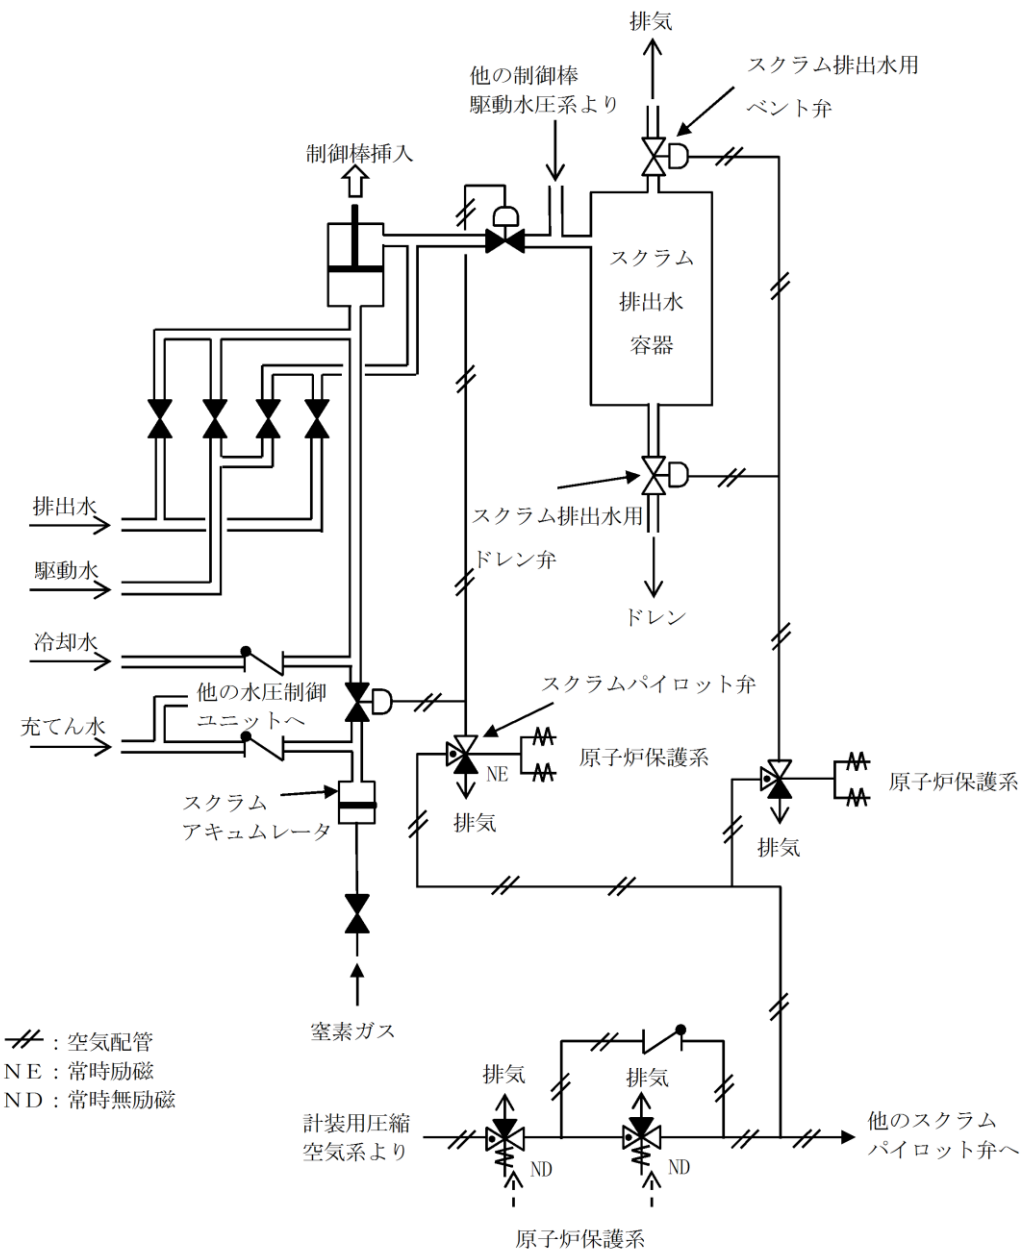 排気
スクラム排出水用
ベント弁
他の制御棒
駆動水圧系より
制御棒挿入
スクラム
排出水
容器
排出水
スクラム排出水用
ドレン弁
駆動水
ドレン
冷却水
他の水圧制御
ユニットへ
充てん水
スクラムパイロット弁
原子炉保護系
NE
排気
原子炉保護系
排気
スクラム
アキュムレータ
窒素ガス
：空気配管
ＮＥ：常時励磁
ＮＤ：常時無励磁
排気
排気
計装用圧縮
空気系より
ND
ND
他のスクラム
パイロット弁へ
原子炉保護系